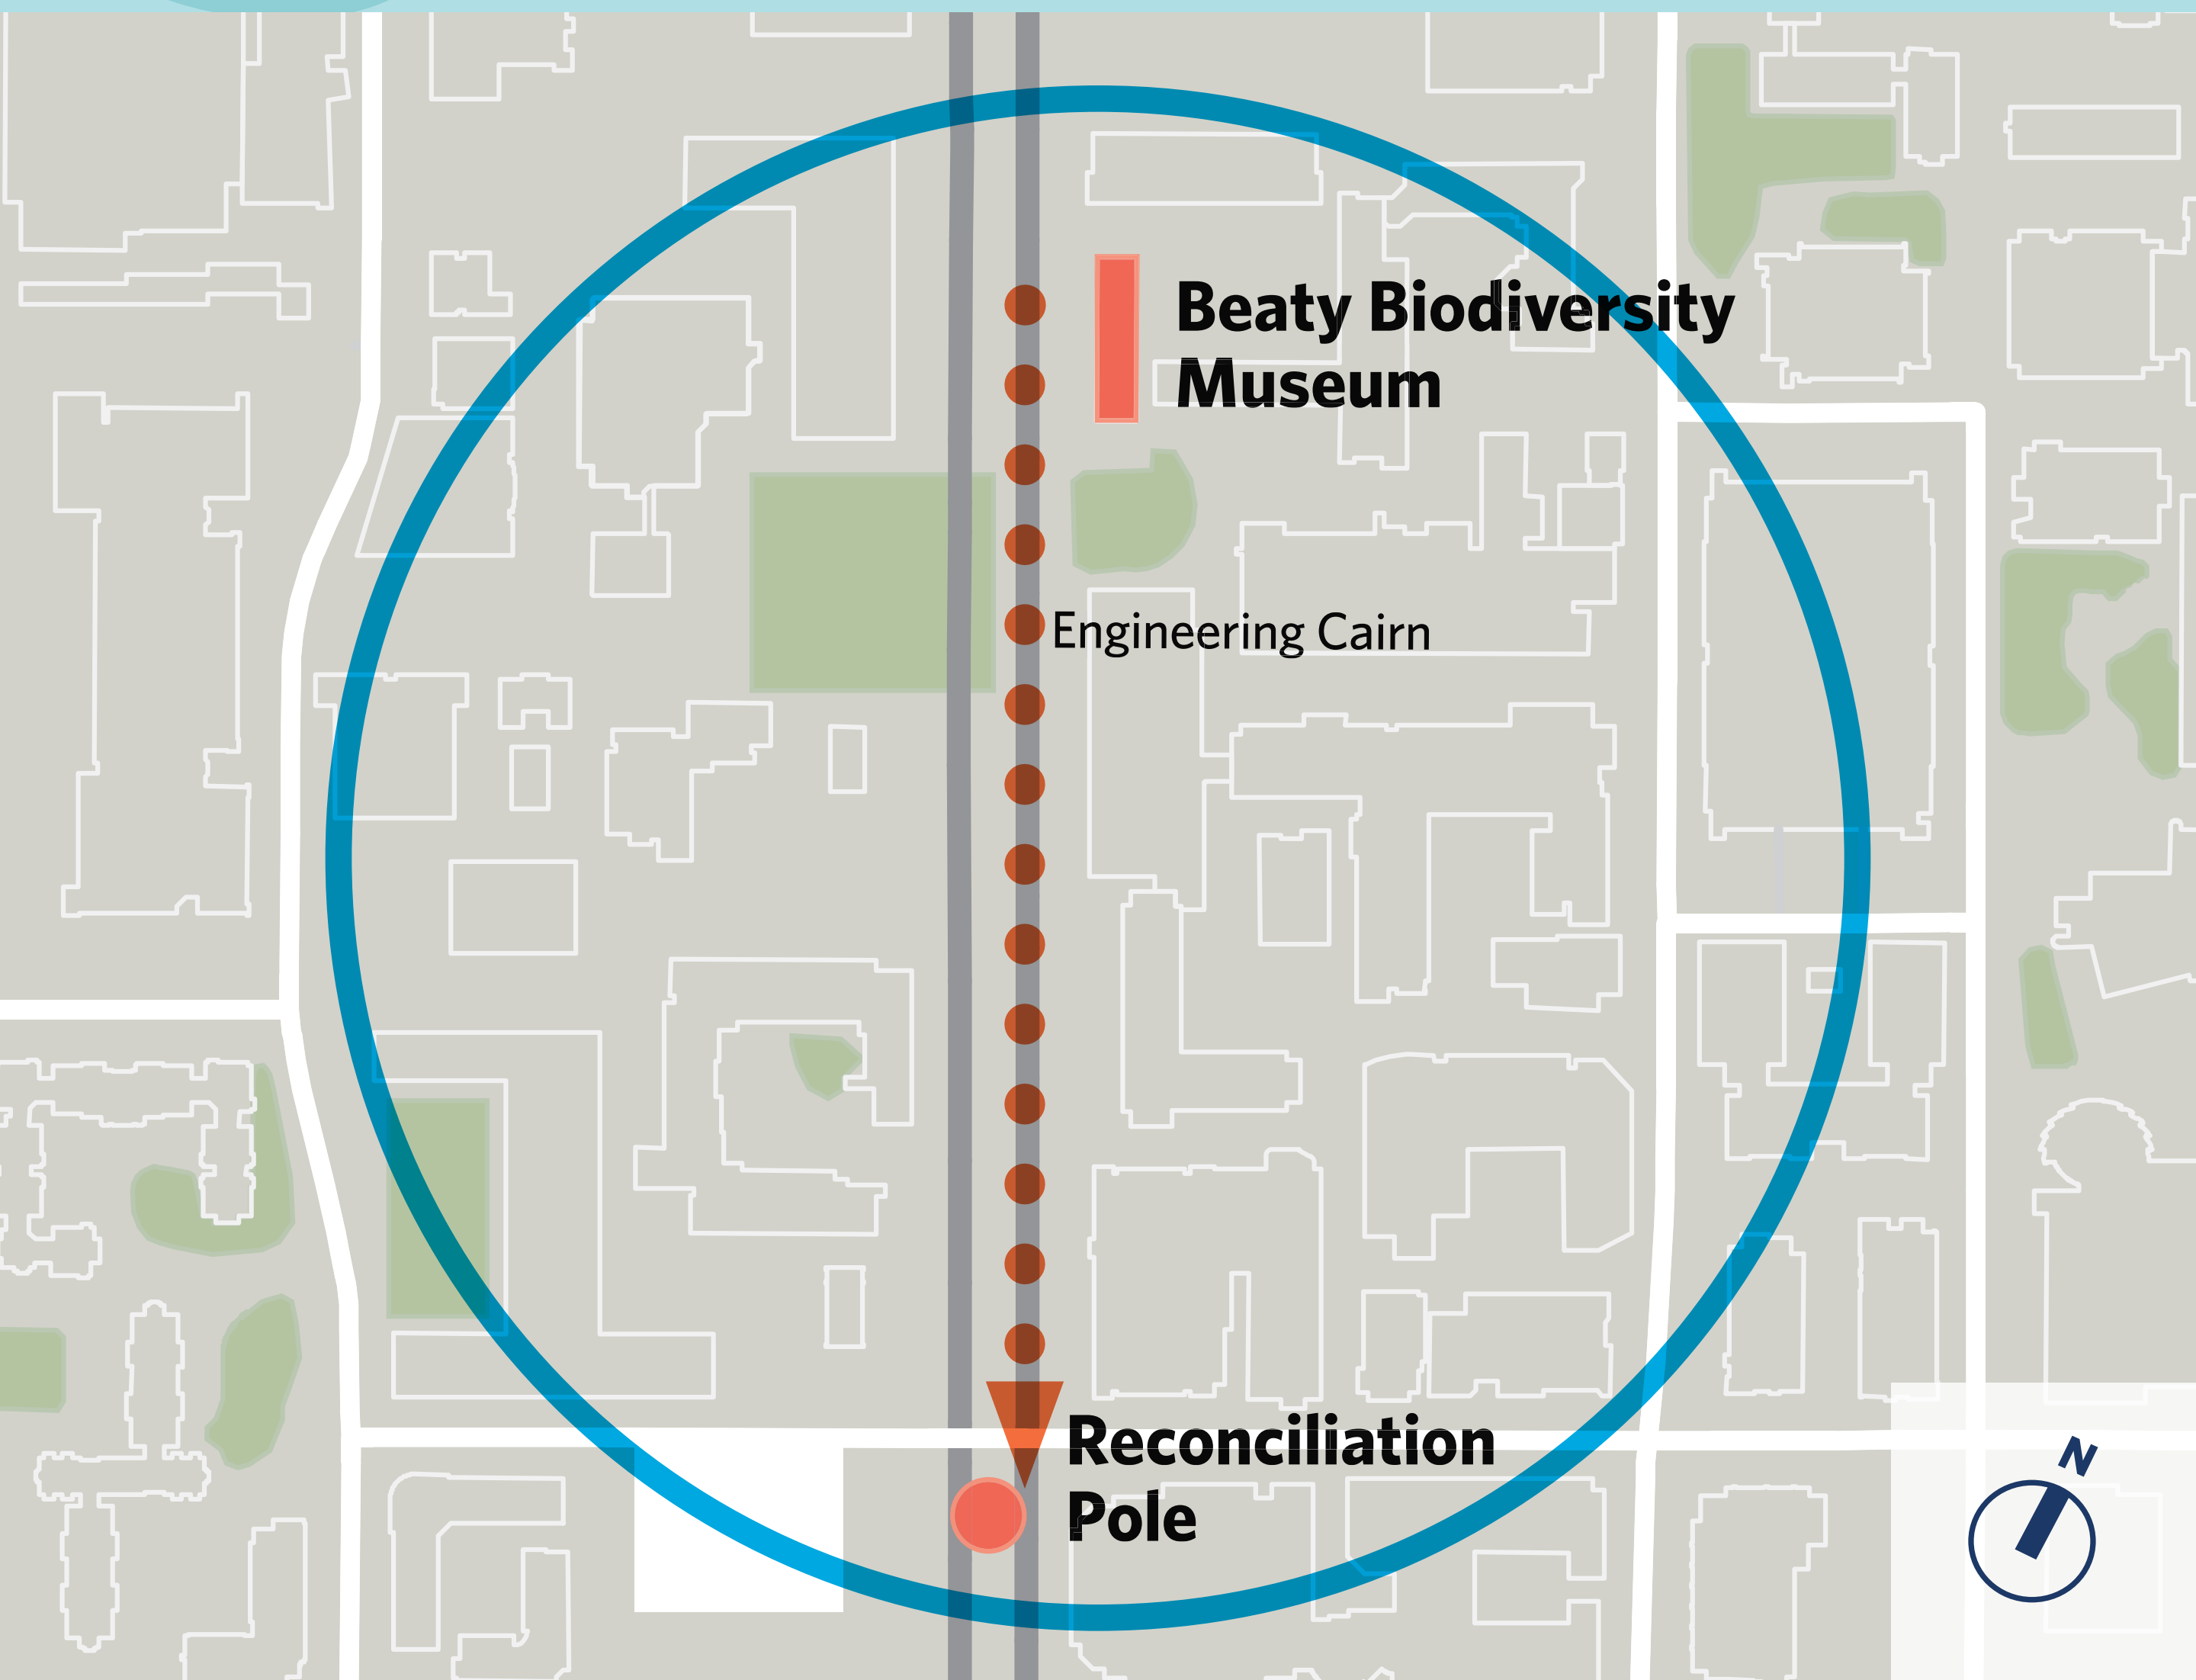 Beaty Biodiversity
Museum
Engineering Cairn
Reconciliation
Pole
N